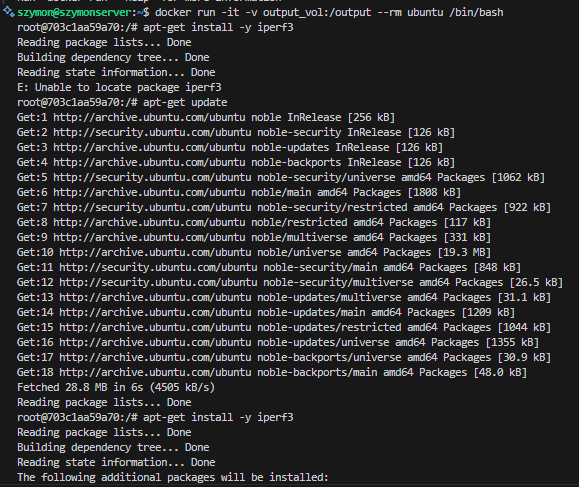 szymon@szymonserver:~$ docker run -it -v output_vol:/output --rm ubuntu /bin/bash
root@703c1aa59a70:/# apt-get install -y iperf3
Reading package lists... Done
Building dependency tree... Done
Reading state information... Done
E: Unable to locate package iperf3
root@703c1aa59a70:/# apt-get update
Get:1 http://archive.ubuntu.com/ubuntu noble InRelease [256 kB]
Get:2 http://security.ubuntu.com/ubuntu noble-security InRelease [126 kB]
Get:3 http://archive.ubuntu.com/ubuntu noble-updates InRelease [126 kB]
Get:4 http://archive.ubuntu.com/ubuntu noble-backports InRelease [126 kB]
Get:5 http://security.ubuntu.com/ubuntu noble-security/universe amd64 Packages [1062 kB]
Get:6 http://archive.ubuntu.com/ubuntu noble/main amd64 Packages [1808 kB]
Get:7 http://security.ubuntu.com/ubuntu noble-security/restricted amd64 Packages [922 kB]
Get:8 http://archive.ubuntu.com/ubuntu noble/restricted amd64 Packages [117 kB]
Get:9 http://archive.ubuntu.com/ubuntu noble/multiverse amd64 Packages [331 kB]
Get:10 http://archive.ubuntu.com/ubuntu noble/universe amd64 Packages [19.3 MB]
Get:11 http://security.ubuntu.com/ubuntu noble-security/main amd64 Packages [848 kB]
Get:12 http://security.ubuntu.com/ubuntu noble-security/multiverse amd64 Packages [26.5 kB]
Get:13 http://archive.ubuntu.com/ubuntu noble-updates/multiverse amd64 Packages [31.1 kB]
Get:14 http://archive.ubuntu.com/ubuntu noble-updates/main amd64 Packages [1209 kB]
Get:15 http://archive.ubuntu.com/ubuntu noble-updates/restricted amd64 Packages [1044 kB]
Get:16 http://archive.ubuntu.com/ubuntu noble-updates/universe amd64 Packages [1355 kB]
Get:17 http://archive.ubuntu.com/ubuntu noble-backports/universe amd64 Packages [30.9 kB]
Get:18 http://archive.ubuntu.com/ubuntu noble-backports/main amd64 Packages [48.0 kB]
Fetched 28.8 MB in 6s (4505 kB/s)
Reading package lists... Done
root@703c1aa59a70:/# apt-get install -y iperf3
Reading package lists... Done
Building dependency tree... Done
Reading state information... Done
The following additional packages will be installed: